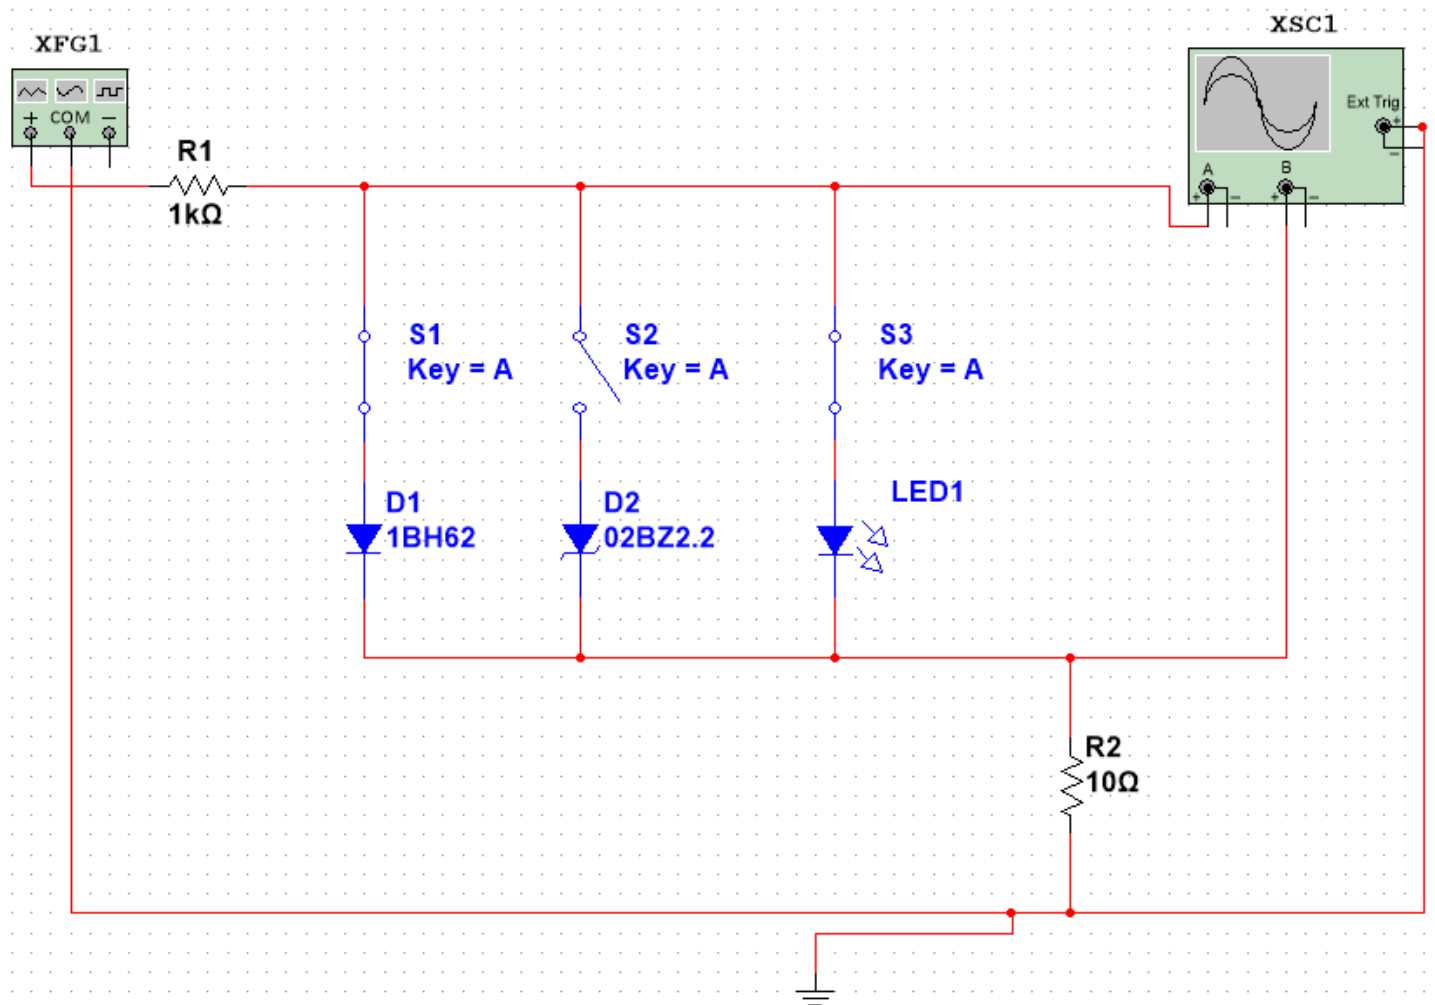 XFG1
+ COM −
XSC1
Ext Trig
+
−
A
B
+ − + −
R1
1kΩ
S1
Key = A
S2
Key = A
S3
Key = A
D1
1BH62
D2
02BZ2.2
LED1
R2
10Ω